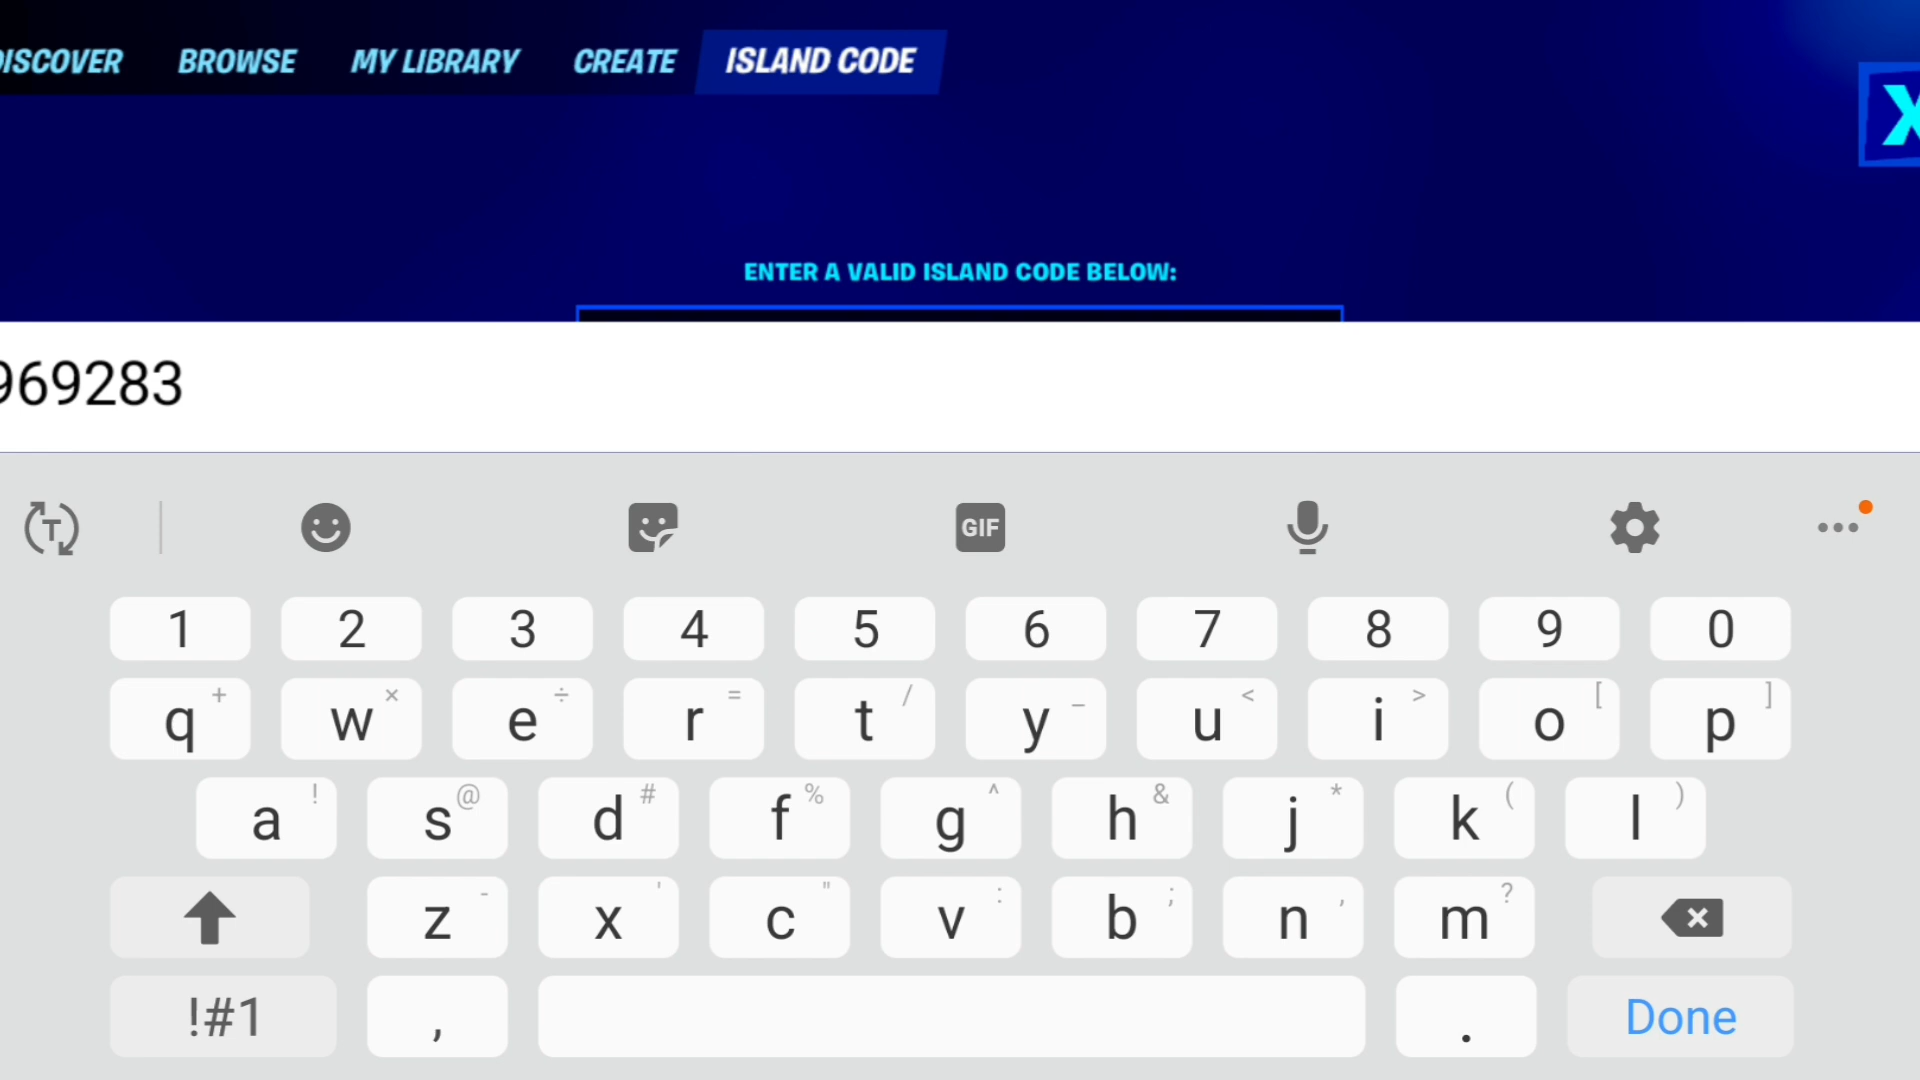 DISCOVER BROWSE MY LIBRARY CREATE ISLAND CODE
X
ENTER A VALID ISLAND CODE BELOW:
969283
T GIF
1 2 3 4 5 6 7 8 9 0
q + w × e ÷ r = t / y _ u < i > o [ p ]
a ! s @ d # f % g ^ h & j * k ( l )
z - x ' c " v : b ; n , m ?
!#1 , . Done